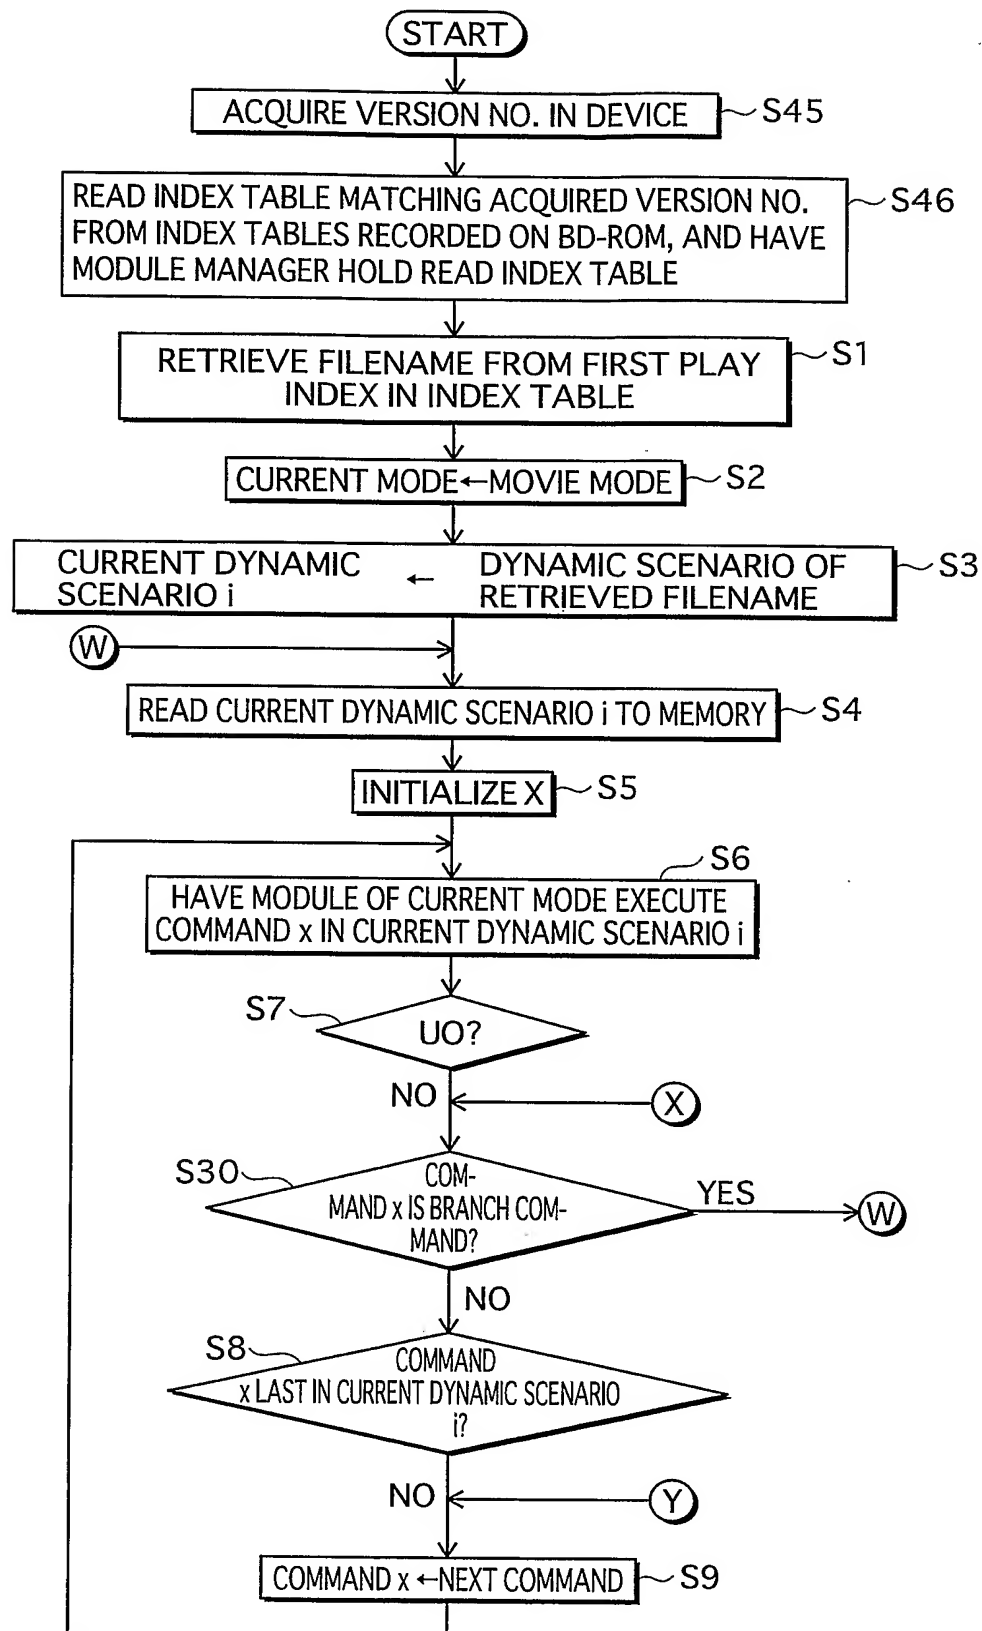 START
ACQUIRE VERSION NO. IN DEVICE
S45
READ INDEX TABLE MATCHING ACQUIRED VERSION NO.
FROM INDEX TABLES RECORDED ON BD-ROM, AND HAVE
MODULE MANAGER HOLD READ INDEX TABLE
S46
RETRIEVE FILENAME FROM FIRST PLAY
INDEX IN INDEX TABLE
S1
CURRENT MODE←MOVIE MODE
S2
CURRENT DYNAMIC
SCENARIO i
←
DYNAMIC SCENARIO OF
RETRIEVED FILENAME
S3
W
READ CURRENT DYNAMIC SCENARIO i TO MEMORY
S4
INITIALIZE X
S5
S6
HAVE MODULE OF CURRENT MODE EXECUTE
COMMAND x IN CURRENT DYNAMIC SCENARIO i
S7
UO?
NO
X
S30
COM-
MAND x IS BRANCH COM-
MAND?
YES
W
NO
S8
COMMAND
x LAST IN CURRENT DYNAMIC SCENARIO
i?
NO
Y
COMMAND x ←NEXT COMMAND
S9